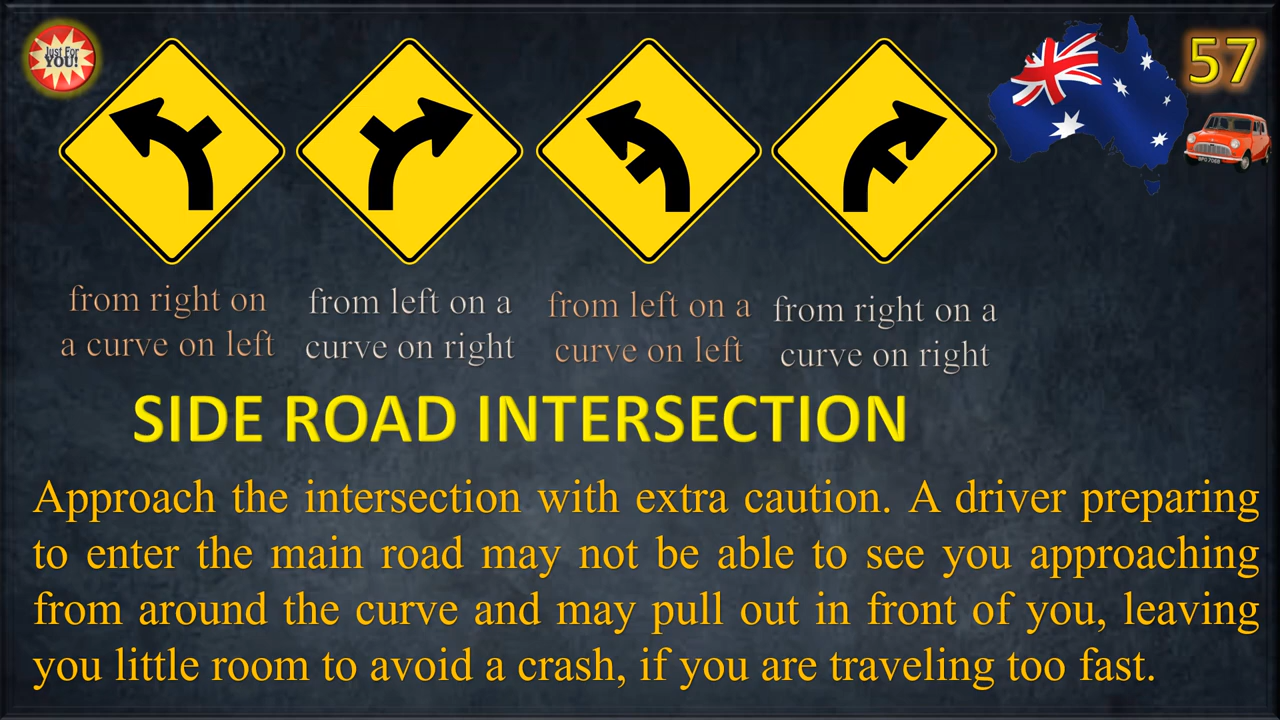 Just For
YOU!
57
from right on
a curve on left
from left on a
curve on right
from left on a
curve on left
from right on a
curve on right
SIDE ROAD INTERSECTION
Approach the intersection with extra caution. A driver preparing
to enter the main road may not be able to see you approaching
from around the curve and may pull out in front of you, leaving
you little room to avoid a crash, if you are traveling too fast.